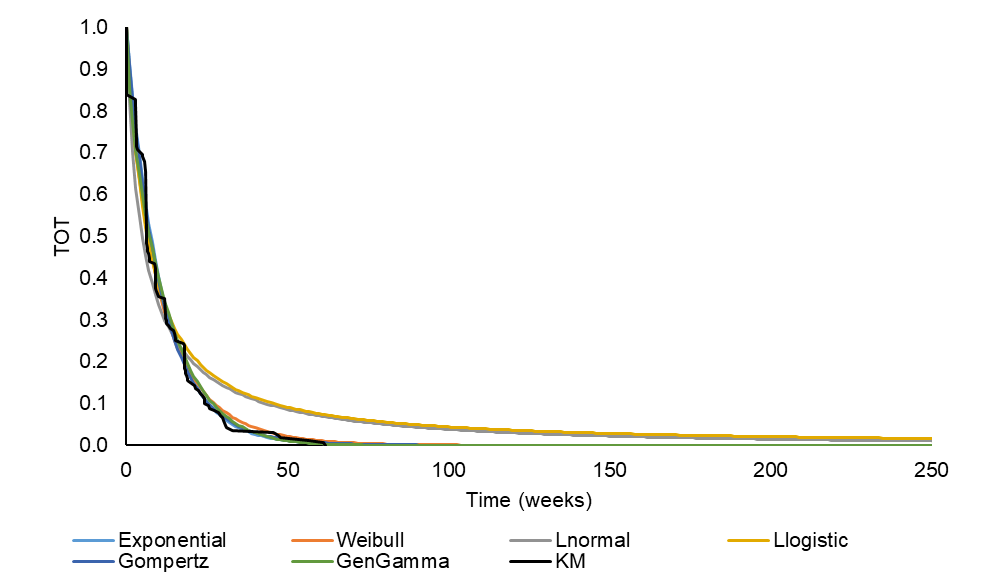 1.0
0.9
0.8
0.7
0.6
0.5
0.4
0.3
0.2
0.1
0.0
TOT
0 50 100 150 200 250
Time (weeks)
Exponential Weibull Lnormal Llogistic
Gompertz GenGamma KM